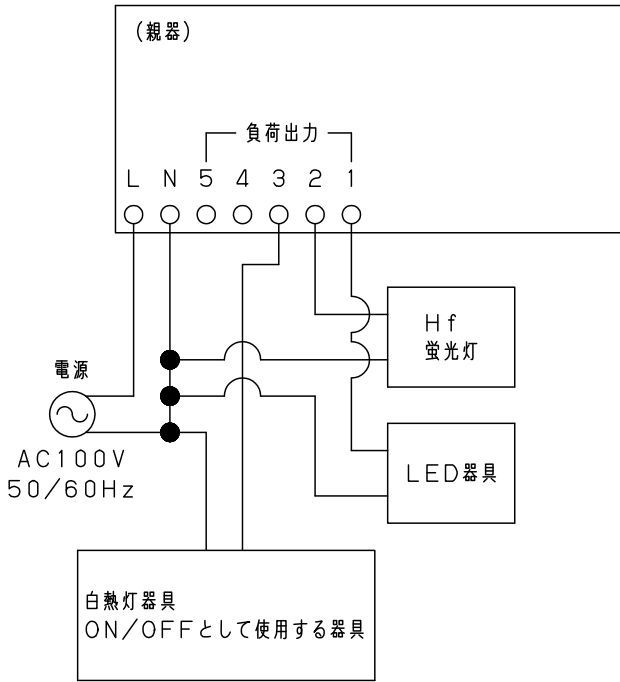 (親器)
負荷出力
L N 5 4 3 2 1
Hf
蛍光灯
電源
AC100V
50/60Hz
LED器具
白熱灯器具
ON/OFFとして使用する器具